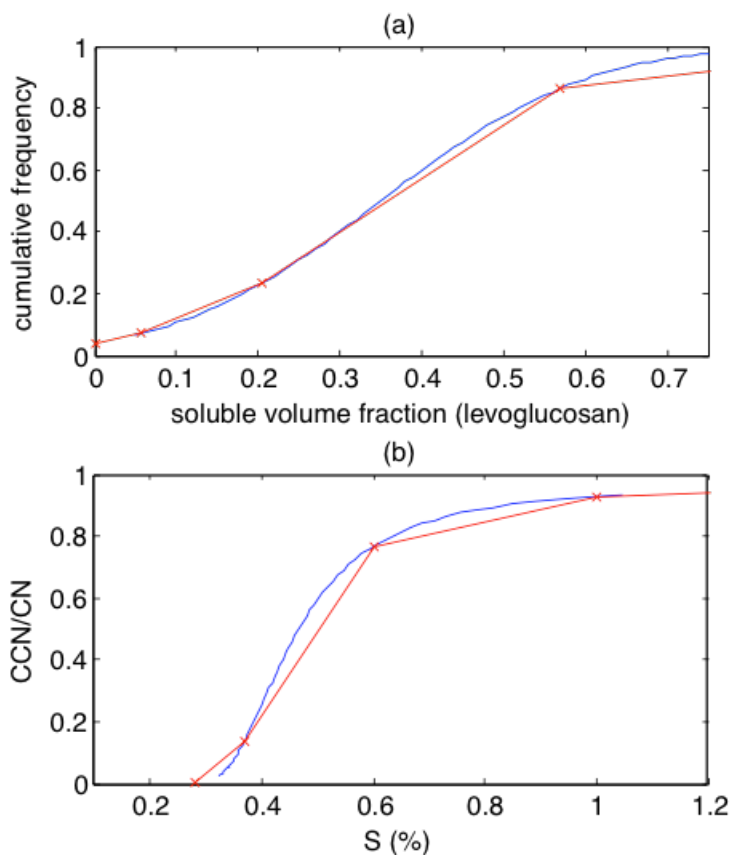 (a)
cumulative frequency
1
0.8
0.6
0.4
0.2
0
0 0.1 0.2 0.3 0.4 0.5 0.6 0.7
soluble volume fraction (levoglucosan)
(b)
CCN/CN
1
0.8
0.6
0.4
0.2
0
0.2 0.4 0.6 0.8 1 1.2
S (%)